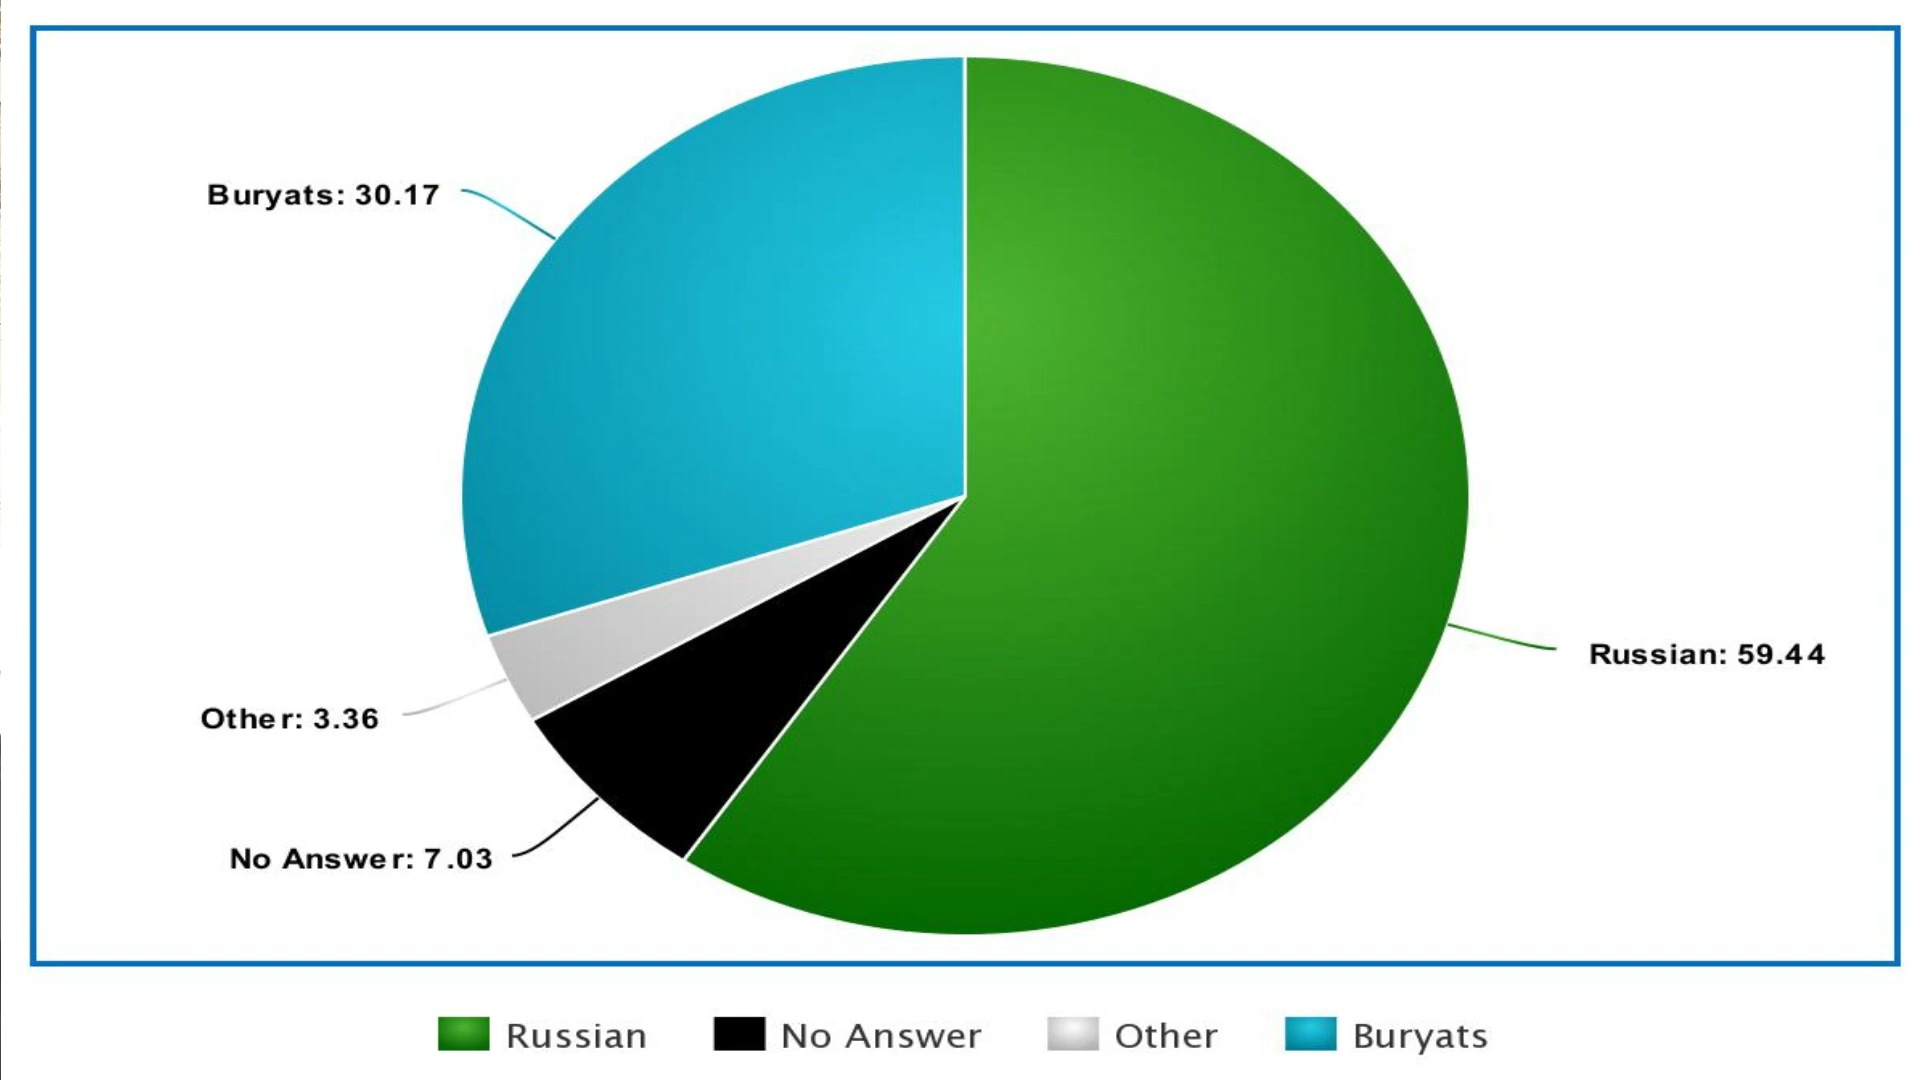 Buryats: 30.17
Russian: 59.44
Other: 3.36
No Answer: 7.03
Russian
No Answer
Other
Buryats